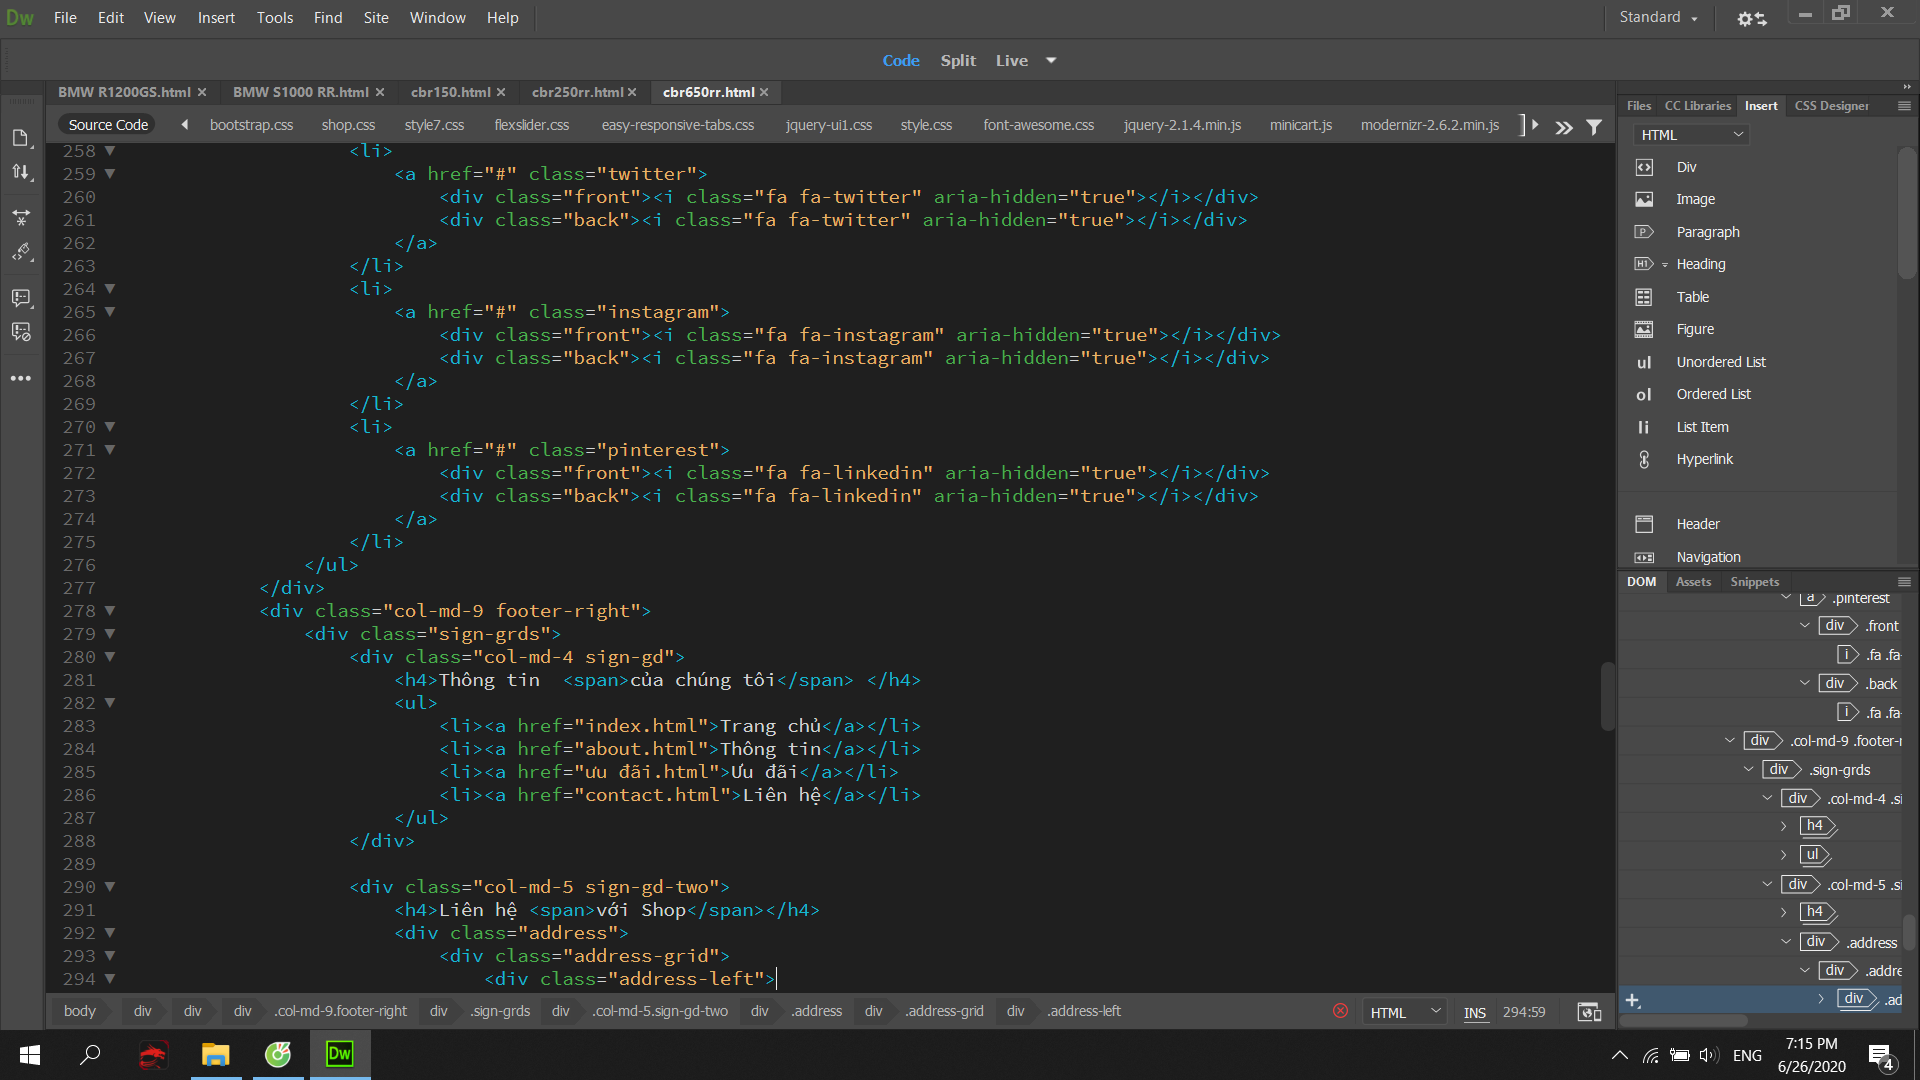 Dw File Edit View Insert Tools Find Site Window Help Standard
Code Split Live
BMW R1200GS.html BMW S1000 RR.html cbr150.html cbr250rr.html cbr650rr.html
Source Code bootstrap.css shop.css style7.css flexslider.css easy-responsive-tabs.css jquery-ui1.css style.css font-awesome.css jquery-2.1.4.min.js minicart.js modernizr-2.6.2.min.js
258 <li>
259 <a href="#" class="twitter">
260 <div class="front"><i class="fa fa-twitter" aria-hidden="true"></i></div>
261 <div class="back"><i class="fa fa-twitter" aria-hidden="true"></i></div>
262 </a>
263 </li>
264 <li>
265 <a href="#" class="instagram">
266 <div class="front"><i class="fa fa-instagram" aria-hidden="true"></i></div>
267 <div class="back"><i class="fa fa-instagram" aria-hidden="true"></i></div>
268 </a>
269 </li>
270 <li>
271 <a href="#" class="pinterest">
272 <div class="front"><i class="fa fa-linkedin" aria-hidden="true"></i></div>
273 <div class="back"><i class="fa fa-linkedin" aria-hidden="true"></i></div>
274 </a>
275 </li>
276 </ul>
277 </div>
278 <div class="col-md-9 footer-right">
279 <div class="sign-grds">
280 <div class="col-md-4 sign-gd">
281 <h4>Thông tin  <span>của chúng tôi</span> </h4>
282 <ul>
283 <li><a href="index.html">Trang chủ</a></li>
284 <li><a href="about.html">Thông tin</a></li>
285 <li><a href="ưu đãi.html">Ưu đãi</a></li>
286 <li><a href="contact.html">Liên hệ</a></li>
287 </ul>
288 </div>
289
290 <div class="col-md-5 sign-gd-two">
291 <h4>Liên hệ <span>với Shop</span></h4>
292 <div class="address">
293 <div class="address-grid">
294 <div class="address-left">
body div div div .col-md-9.footer-right div .sign-grds div .col-md-5.sign-gd-two div .address div .address-grid div .address-left HTML INS 294:59
Files CC Libraries Insert CSS Designer
HTML
Div
Image
P Paragraph
H1 Heading
Table
Figure
ul Unordered List
ol Ordered List
li List Item
Hyperlink
Header
Navigation
DOM Assets Snippets
a .pinterest
div .front
i .fa .fa-
div .back
i .fa .fa-
div .col-md-9 .footer-r
div .sign-grds
div .col-md-4 .si
h4
ul
div .col-md-5 .si
h4
div .address
div .addre
div .ad
Dw ENG 7:15 PM
6/26/2020 4